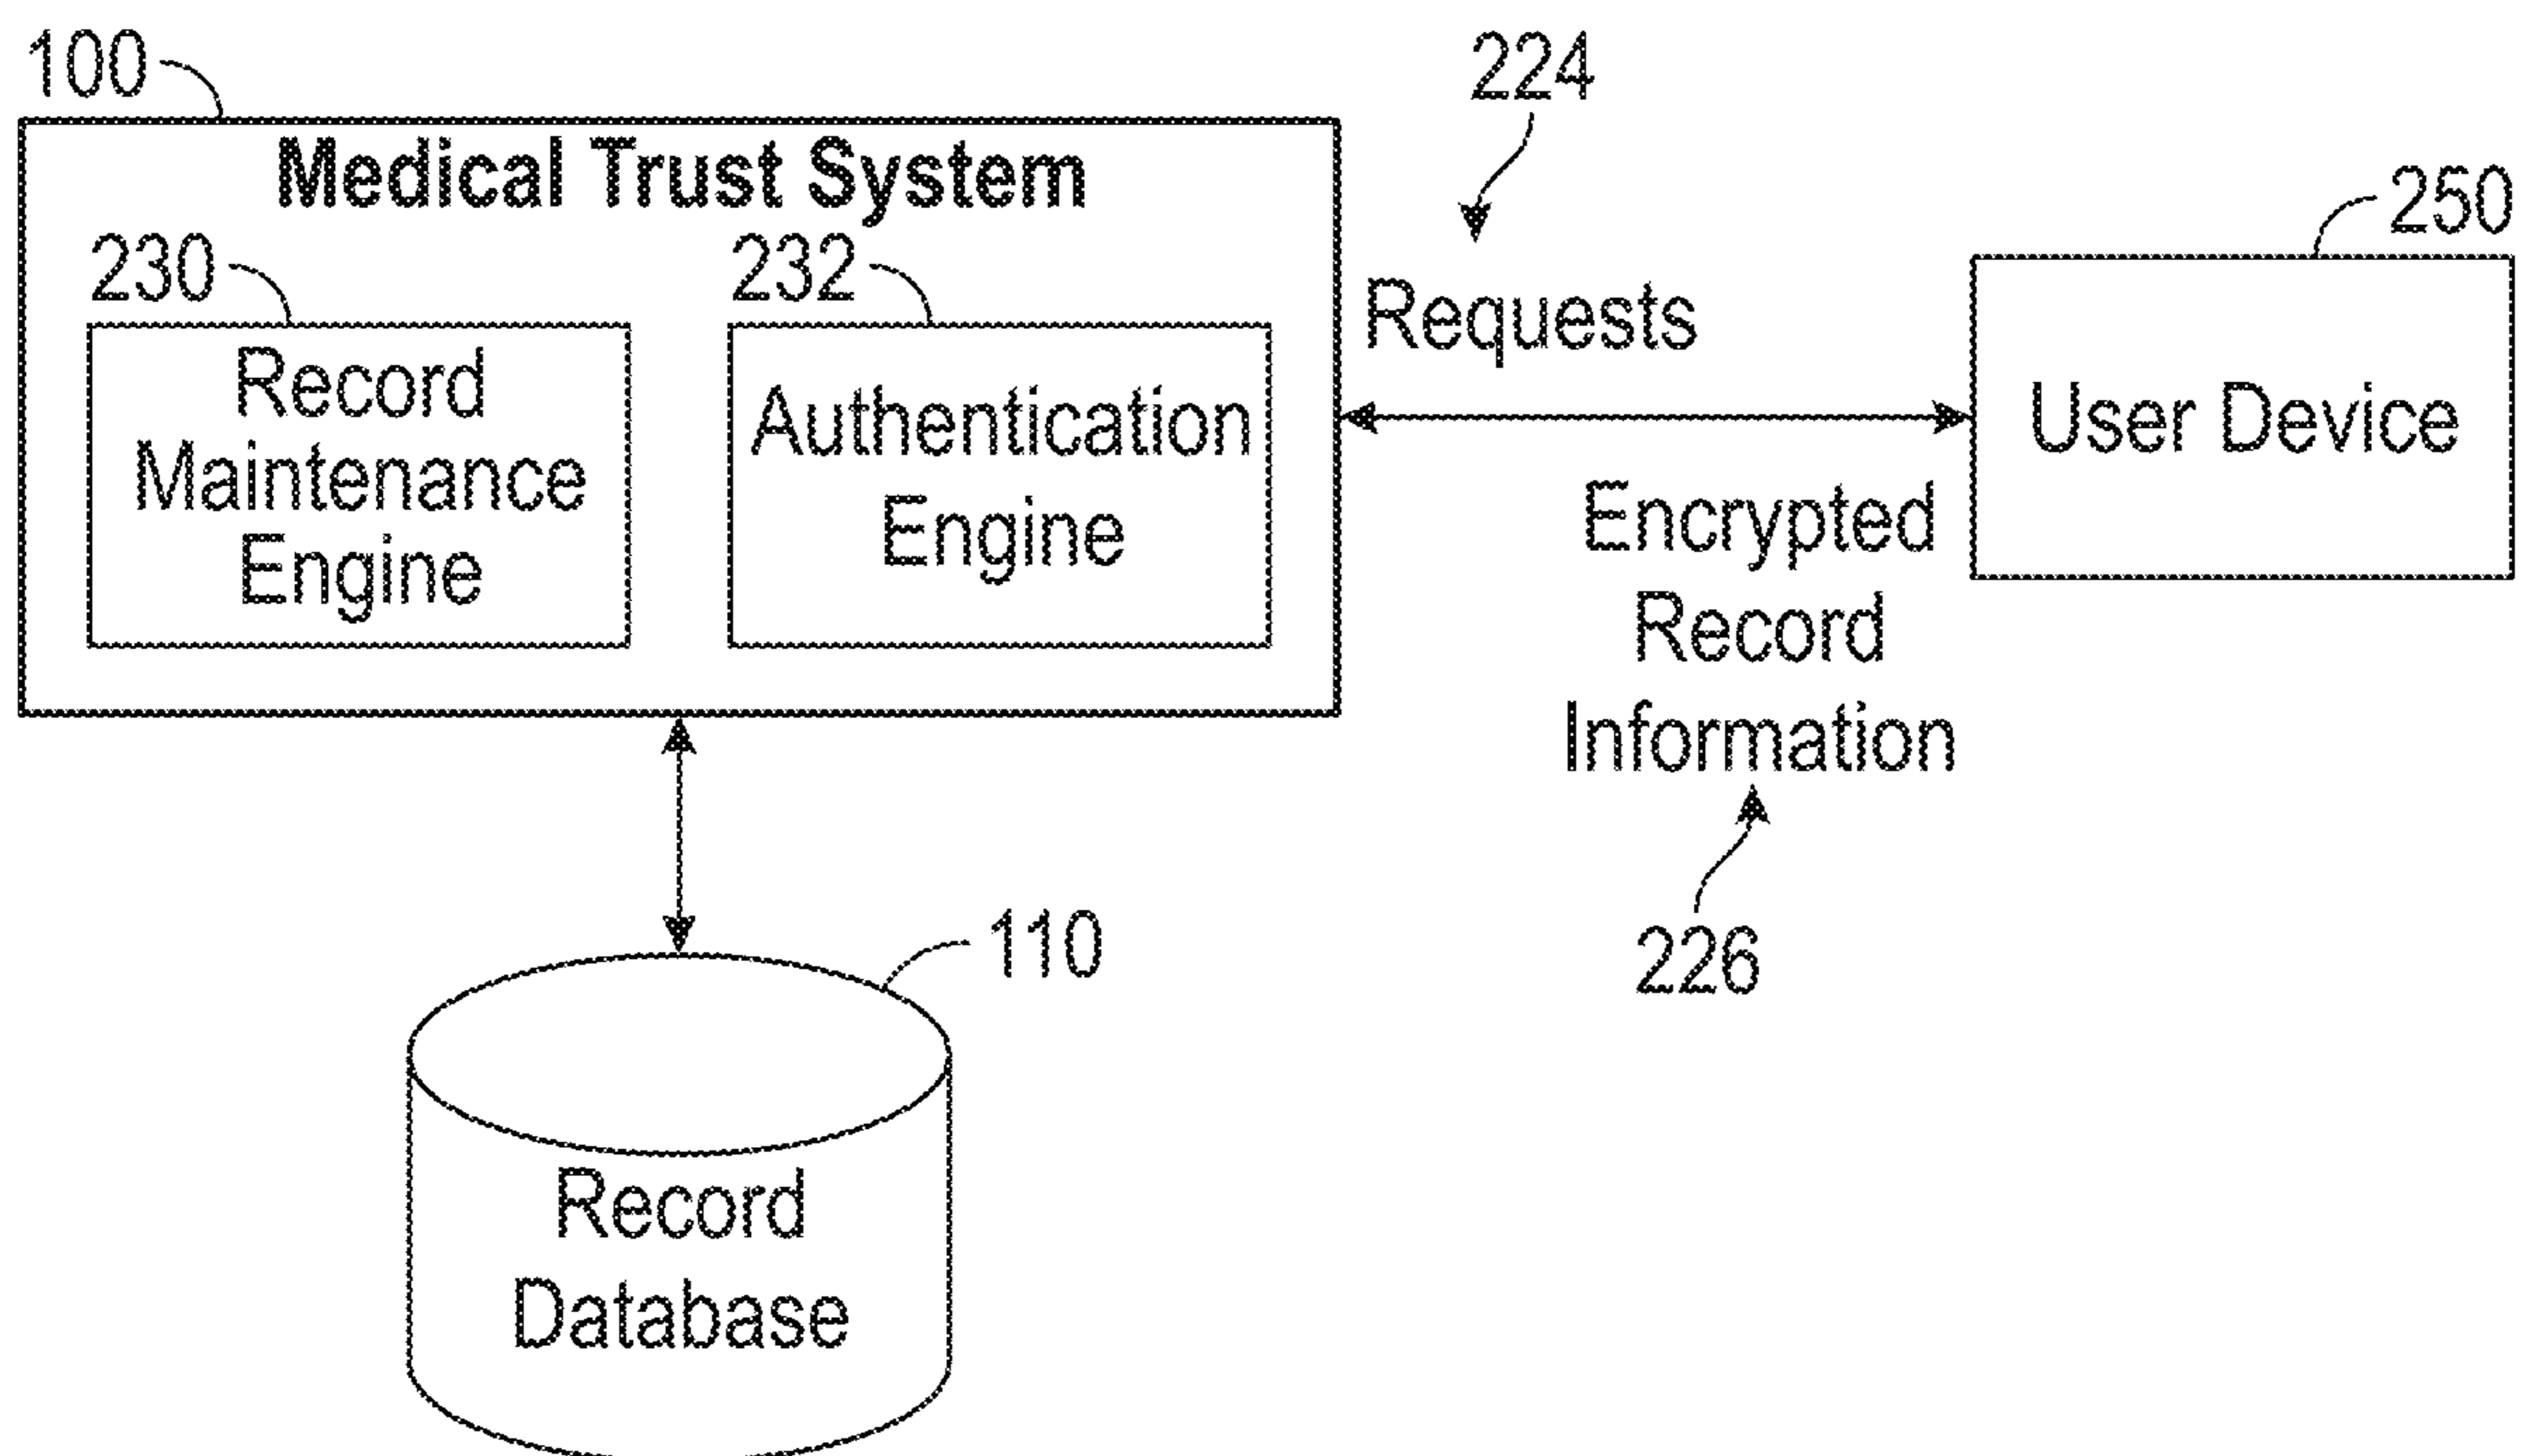 100
Medical Trust System
230
Record
Maintenance
Engine
232
Authentication
Engine
224
Requests
Encrypted
Record
Information
226
250
User Device
110
Record
Database